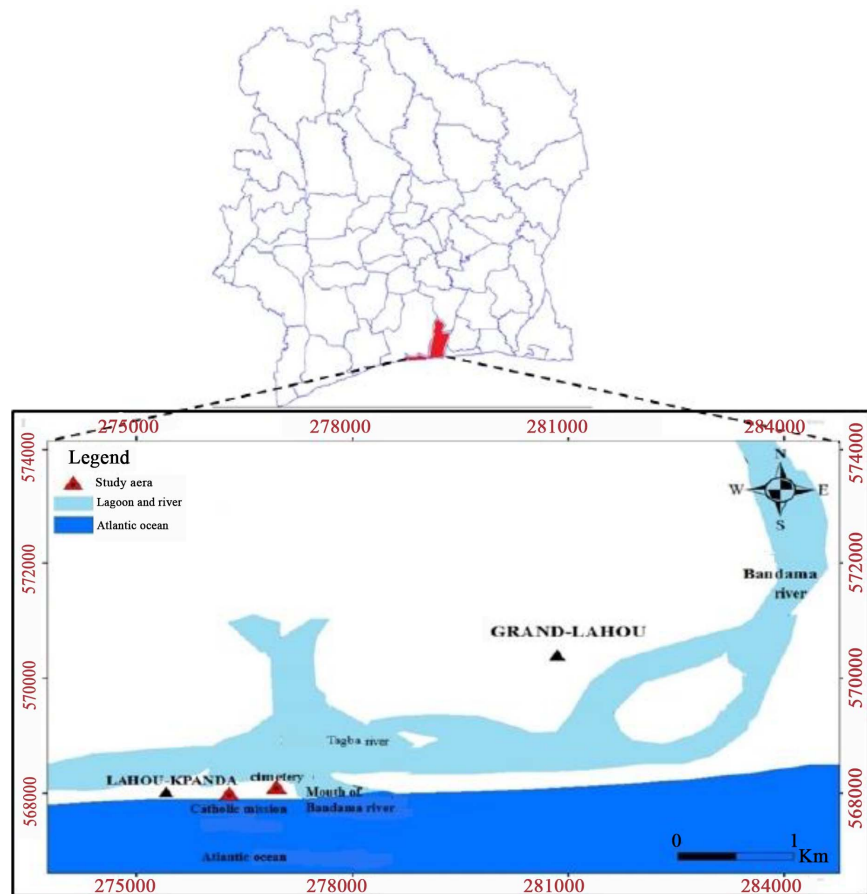 275000 278000 281000 284000
574000
572000
570000
568000
574000
572000
570000
568000
Legend
Study aera
Lagoon and river
Atlantic ocean
N
W E
S
Bandama
river
GRAND-LAHOU
Tagba river
LAHOU-KPANDA
cimetery
Catholic mission
Mouth of
Bandama river
Atlantic ocean
0 1
Km
275000 278000 281000 284000